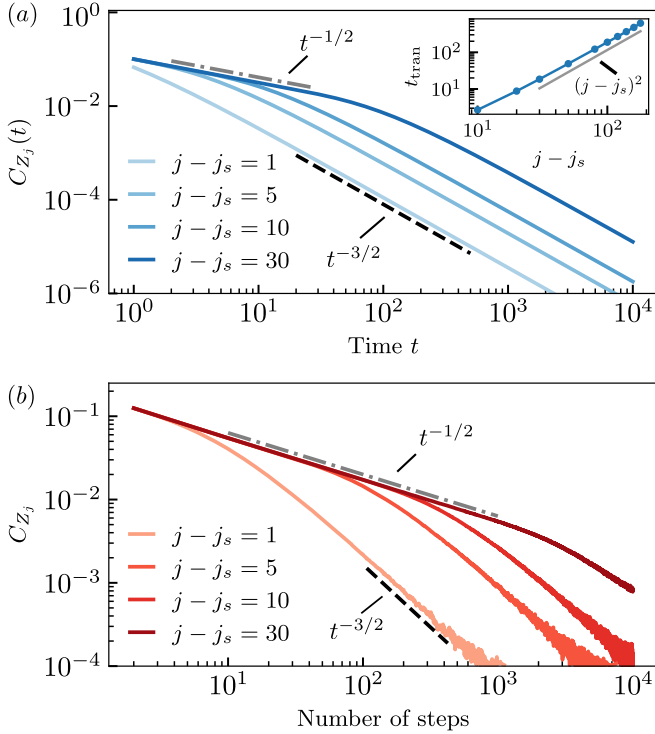 (a)
10^0
10^{-2}
10^{-4}
10^{-6}
C_{Z_j}(t)
t^{-1/2}
j − j_s = 1
j − j_s = 5
j − j_s = 10
j − j_s = 30
t^{-3/2}
10^0 10^1 10^2 10^3 10^4
Time t
t_{tran}
10^2
10^1
(j − j_s)^2
10^1 10^2
j − j_s
(b)
10^{-1}
10^{-2}
10^{-3}
10^{-4}
C_{Z_j}
t^{-1/2}
j − j_s = 1
j − j_s = 5
j − j_s = 10
j − j_s = 30
t^{-3/2}
10^1 10^2 10^3 10^4
Number of steps